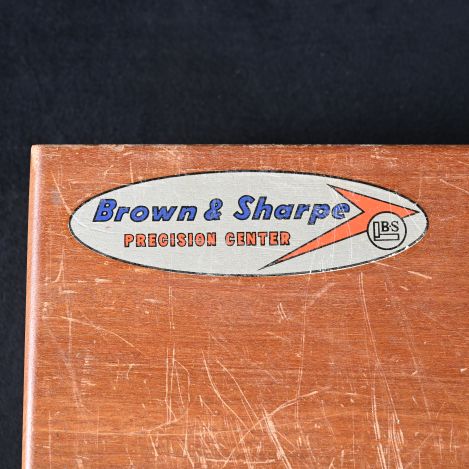 Brown & Sharpe
PRECISION CENTER
B·S